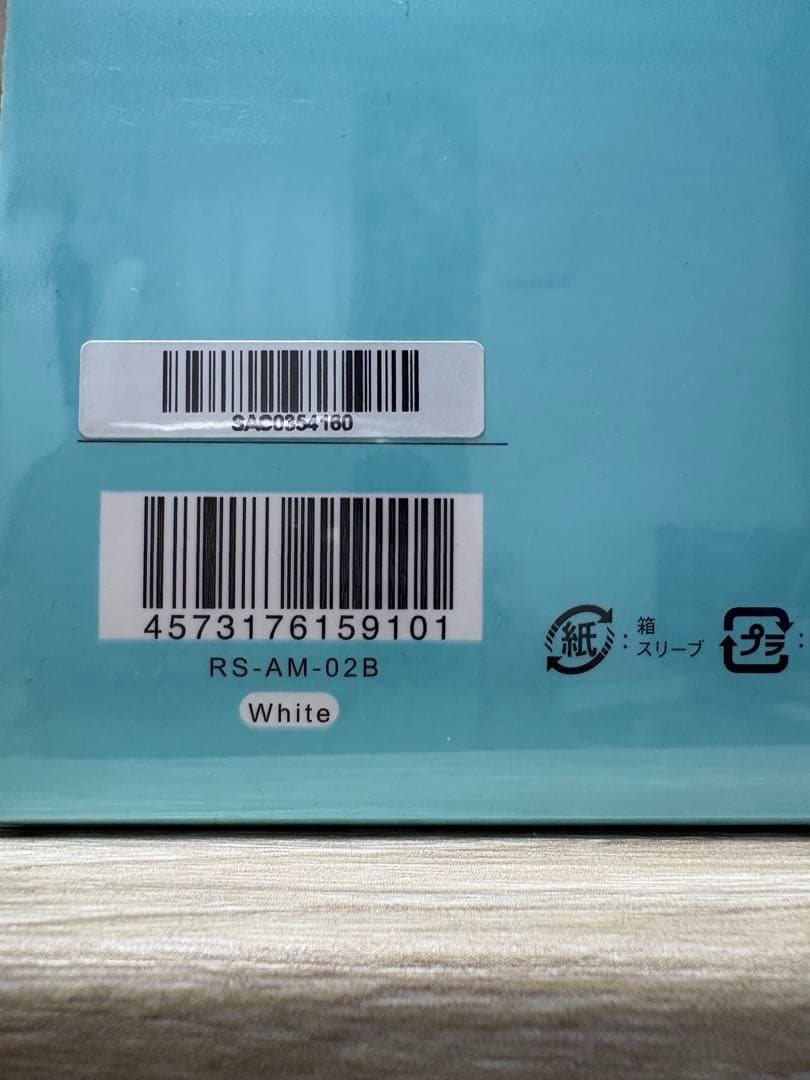 SAC0354160
4573176159101
RS-AM-02B
White
紙 : 箱
スリーブ
プラ :